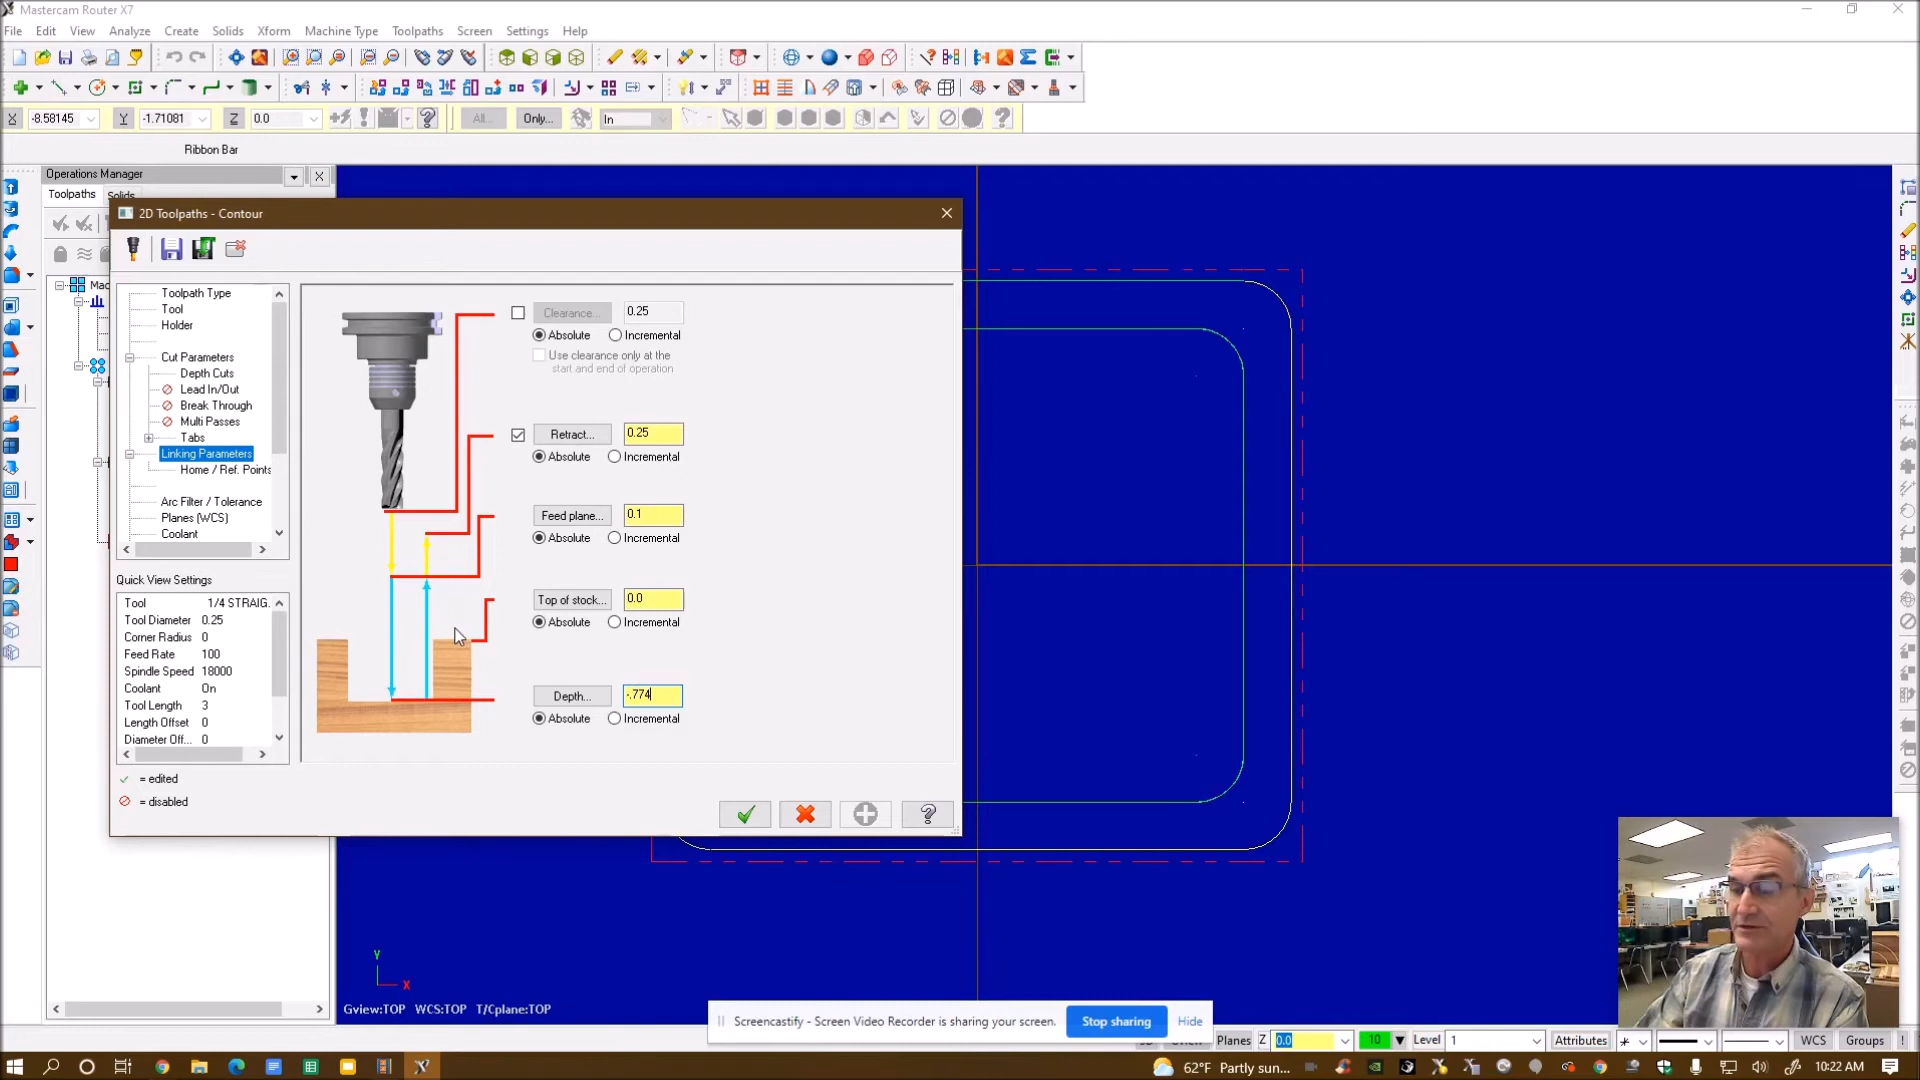 Mastercam Router X7
File Edit View Analyze Create Solids Xform Machine Type Toolpaths Screen Settings Help
X -8.58145 Y -1.71081 Z 0.0 All... Only... In
Ribbon Bar
Operations Manager
Toolpaths Solids
2D Toolpaths - Contour
Toolpath Type
Tool
Holder
Cut Parameters
Depth Cuts
Lead In/Out
Break Through
Multi Passes
Tabs
Linking Parameters
Home / Ref. Points
Arc Filter / Tolerance
Planes (WCS)
Coolant
Clearance... 0.25
Absolute Incremental
Use clearance only at the
start and end of operation
Retract... 0.25
Absolute Incremental
Feed plane... 0.1
Absolute Incremental
Top of stock... 0.0
Absolute Incremental
Depth... -.774
Absolute Incremental
Quick View Settings
Tool 1/4 STRAIG.
Tool Diameter 0.25
Corner Radius 0
Feed Rate 100
Spindle Speed 18000
Coolant On
Tool Length 3
Length Offset 0
Diameter Off... 0
= edited
= disabled
Y
X
Gview:TOP WCS:TOP T/Cplane:TOP
Screencastify - Screen Video Recorder is sharing your screen. Stop sharing Hide
Planes Z 0.0 10 Level 1 Attributes WCS Groups
62°F Partly sun... 10:22 AM